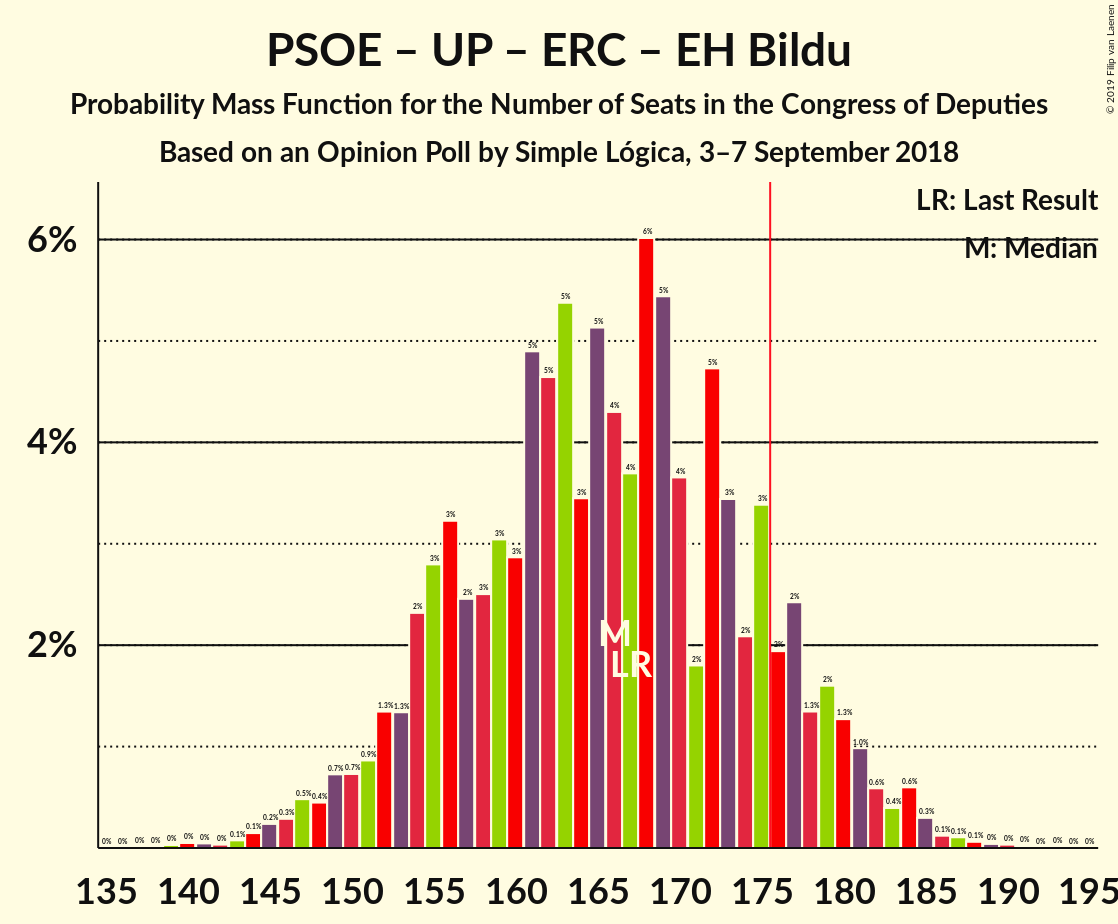 PSOE – UP – ERC – EH Bildu
Probability Mass Function for the Number of Seats in the Congress of Deputies
Based on an Opinion Poll by Simple Lógica, 3–7 September 2018
© 2019 Filip van Laenen
LR: Last Result
M: Median
6%
4%
2%
0% 0% 0% 0% 0% 0% 0% 0% 0.1% 0.1% 0.2% 0.3% 0.5% 0.4% 0.7% 0.7% 0.9% 1.3% 1.3% 2% 3% 3% 2% 3% 3% 3% 5% 5% 5% 3% 5% 4% 4% 6% 5% 4% 2% 5% 3% 2% 3% 2% 2% 1.3% 2% 1.3% 1.0% 0.6% 0.4% 0.6% 0.3% 0.1% 0.1% 0.1% 0% 0% 0% 0% 0% 0% 0%
M
LR
135 140 145 150 155 160 165 170 175 180 185 190 195